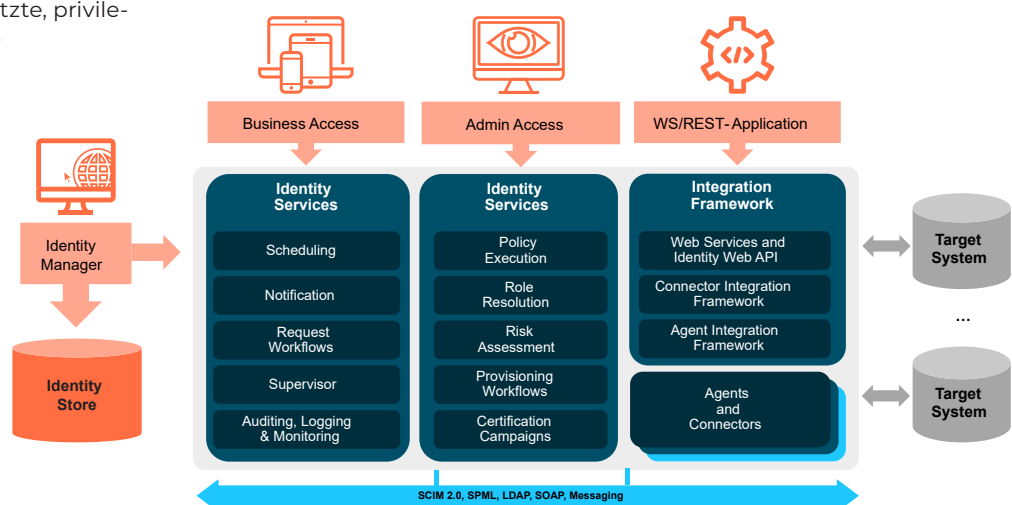 tzte, privile-
Business Access
Admin Access
WS/REST- Application
Identity
Manager
Identity
Store
Identity
Services
Scheduling
Notification
Request
Workflows
Supervisor
Auditing, Logging
& Monitoring
Identity
Services
Policy
Execution
Role
Resolution
Risk
Assessment
Provisioning
Workflows
Certification
Campaigns
Integration
Framework
Web Services and
Identity Web API
Connector Integration
Framework
Agent Integration
Framework
Agents
and
Connectors
Target
System
...
Target
System
SCIM 2.0, SPML, LDAP, SOAP, Messaging